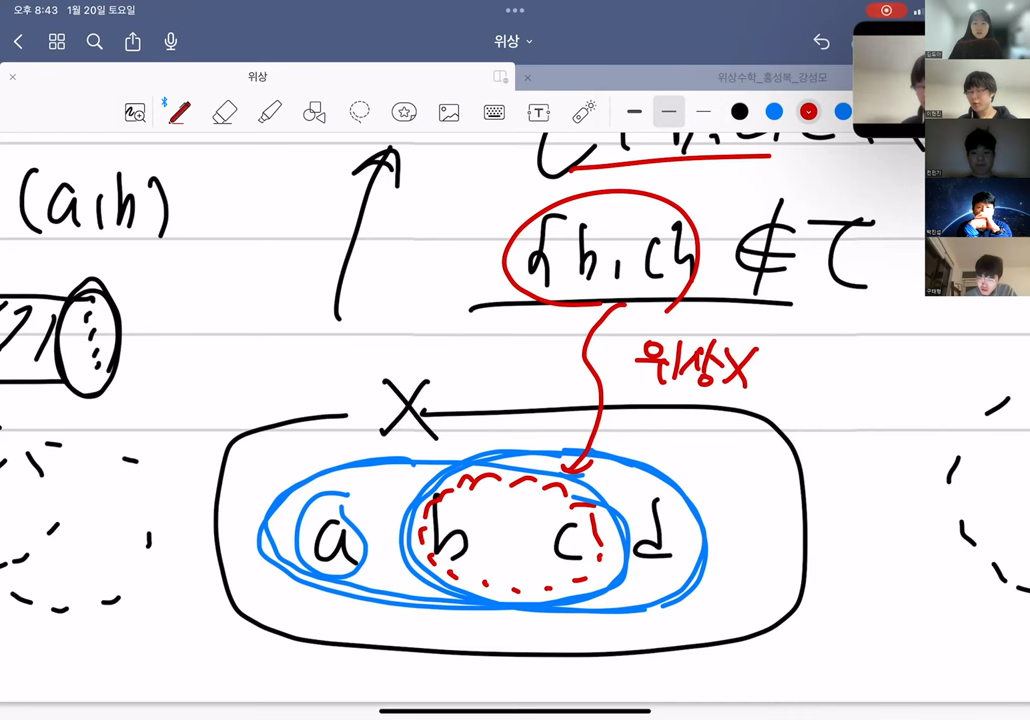 오후 8:43 1월 20일 토요일
위상
위상
위상수학_홍성복_강성모
(a, b)
{b, c} ∉ τ
위상X
X
a b c d